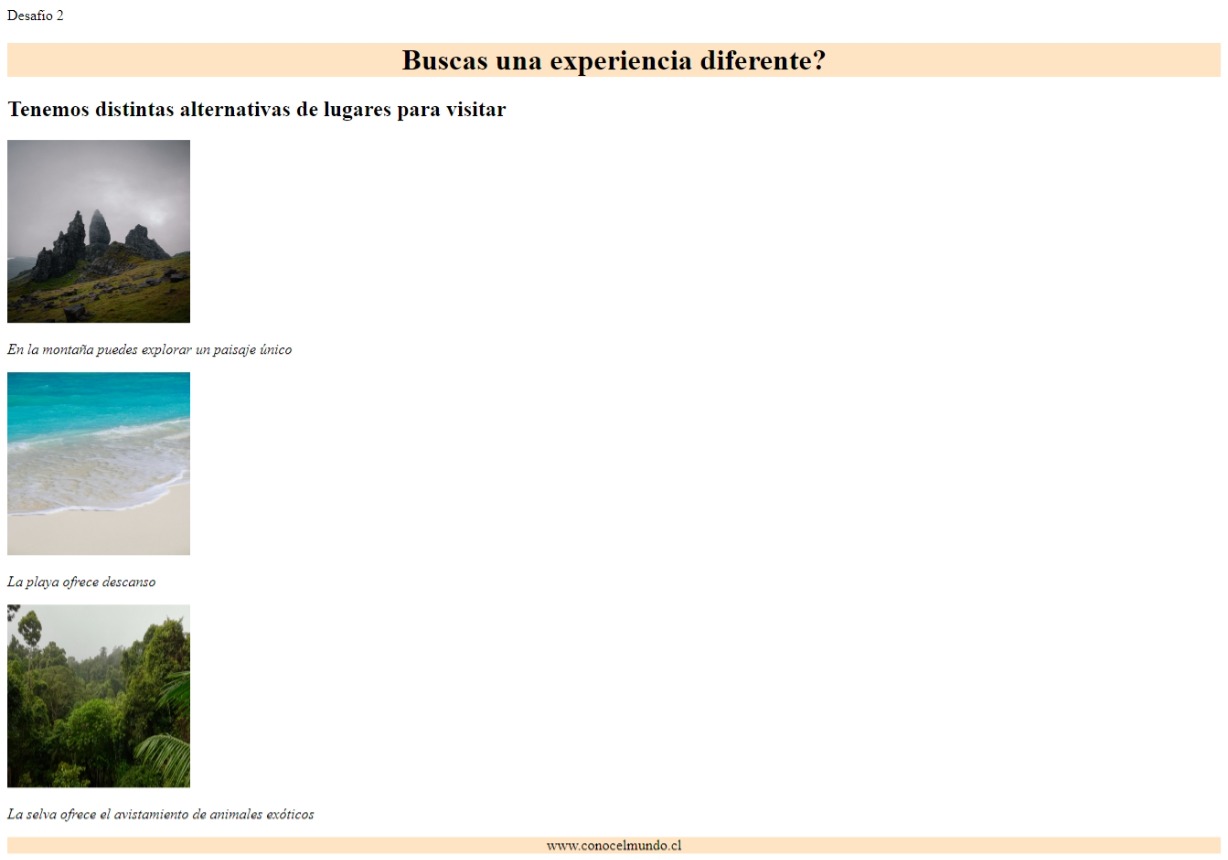 Desafío 2
Buscas una experiencia diferente?
Tenemos distintas alternativas de lugares para visitar
En la montaña puedes explorar un paisaje único
La playa ofrece descanso
La selva ofrece el avistamiento de animales exóticos
www.conocelmundo.cl